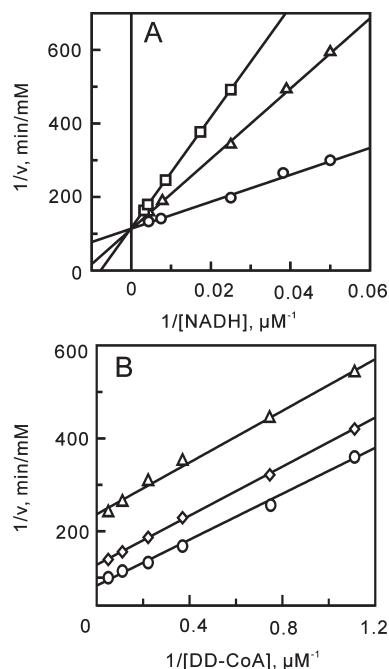 A
600
400
200
0
1/v, min/mM
0
0.02
0.04
0.06
1/[NADH], µM⁻¹
B
600
400
200
1/v, min/mM
0
0.4
0.8
1.2
1/[DD-CoA], µM⁻¹